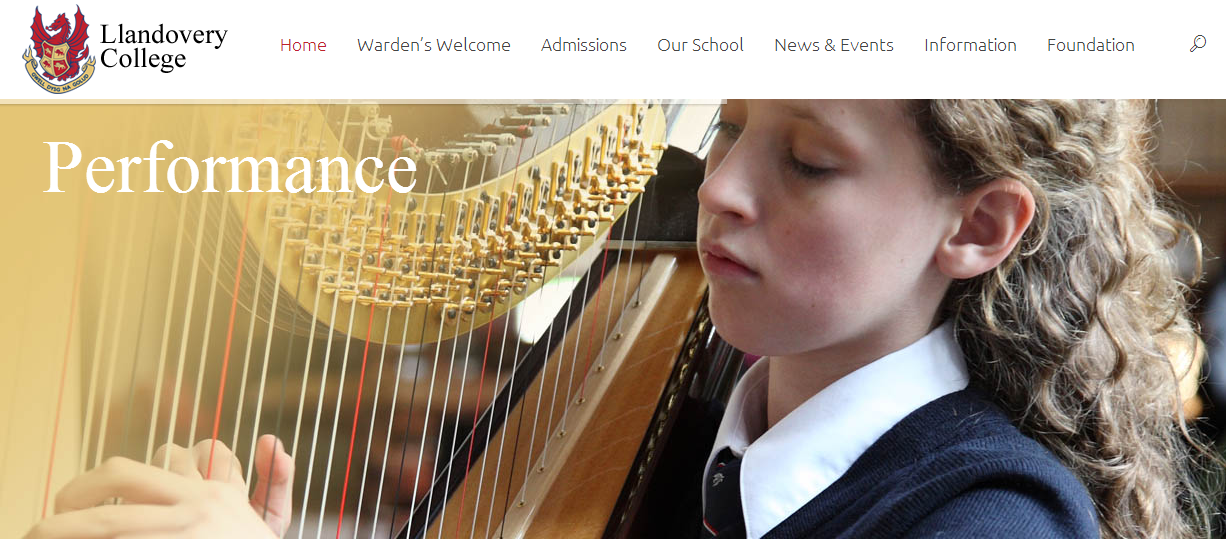 Llandovery
College
GWELL DYSG NA GOLUD
Home Warden's Welcome Admissions Our School News & Events Information Foundation
Performance